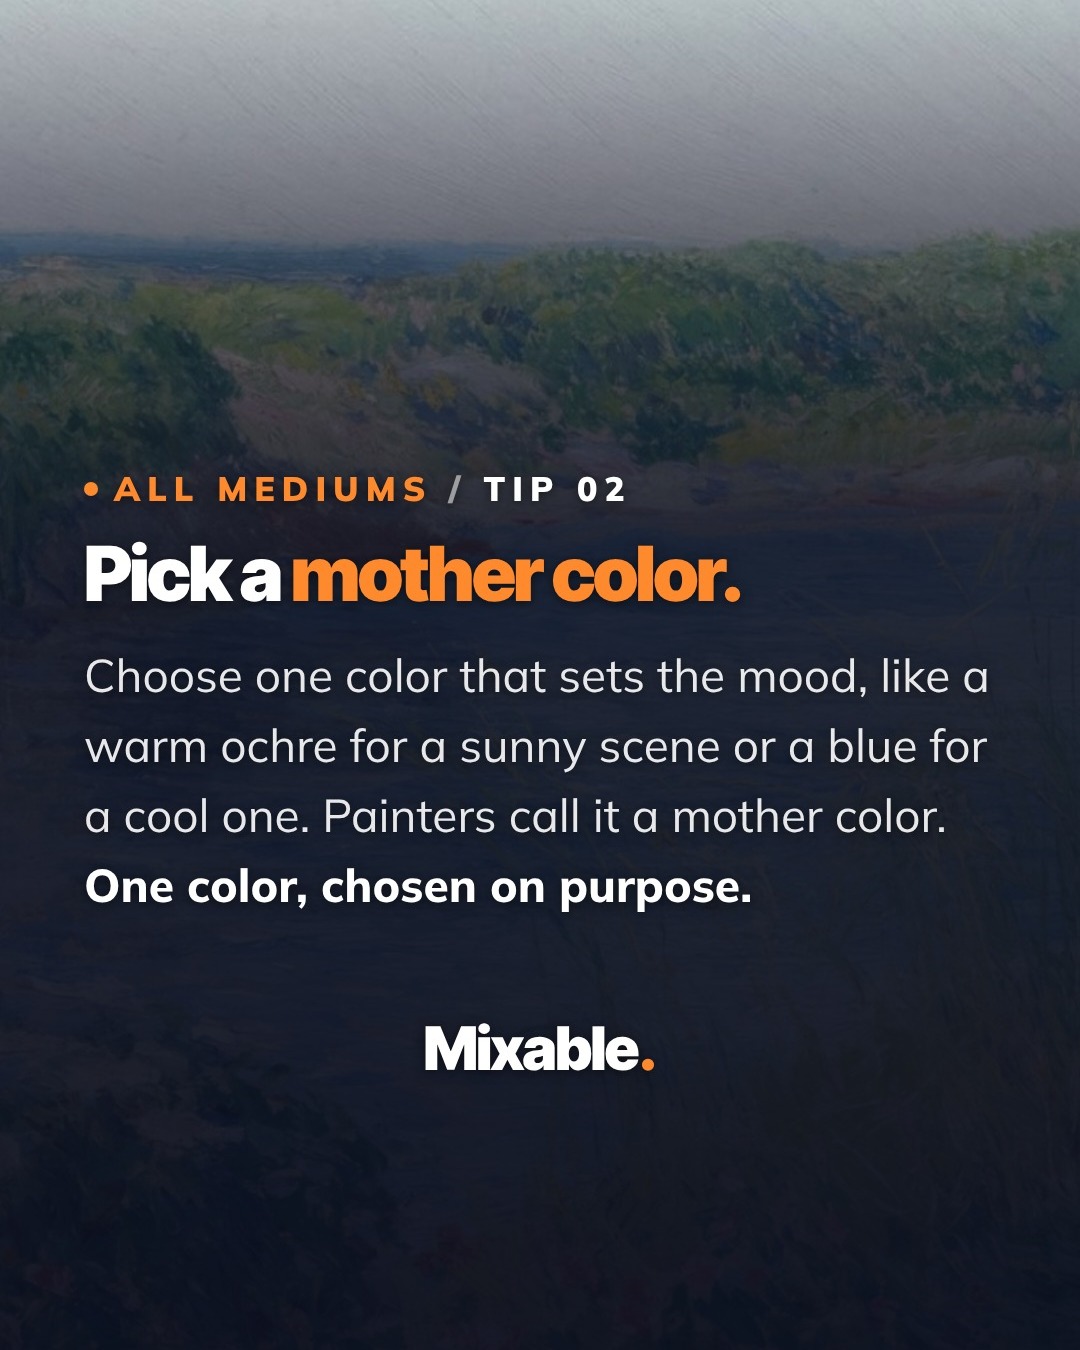 • ALL MEDIUMS / TIP 02
Pick a mother color.
Choose one color that sets the mood, like a
warm ochre for a sunny scene or a blue for
a cool one. Painters call it a mother color.
One color, chosen on purpose.
Mixable.